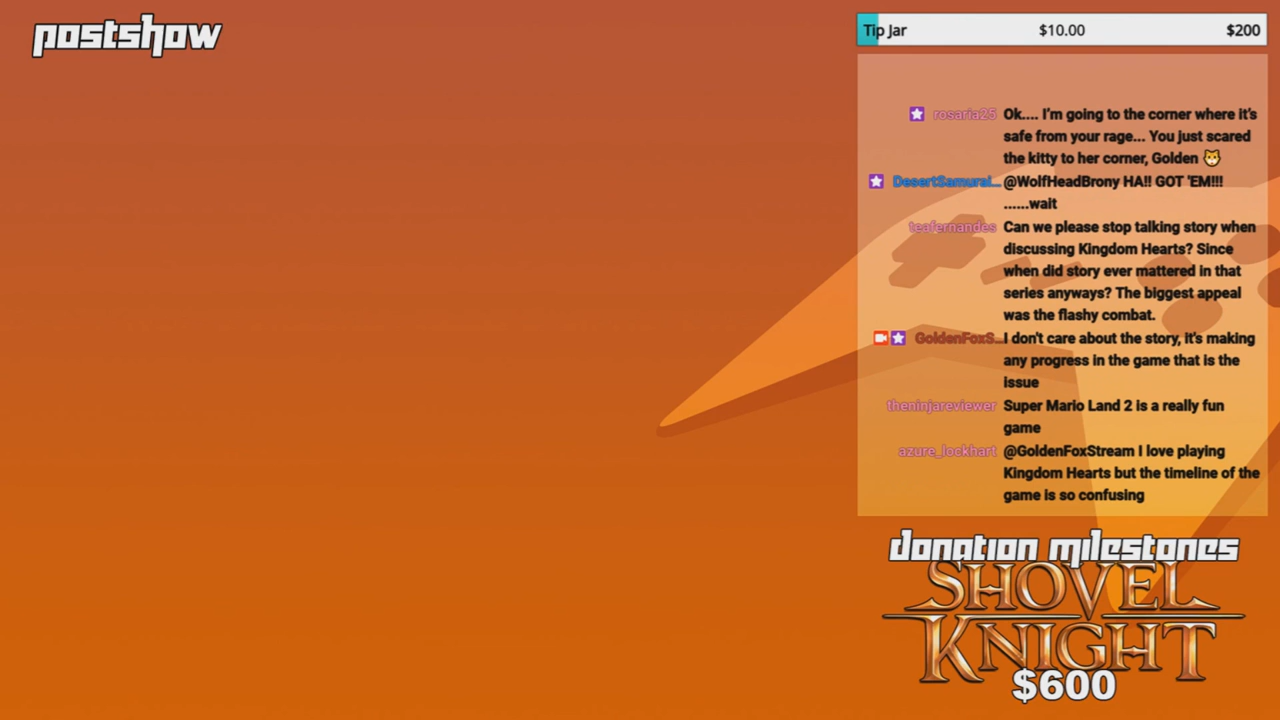 postshow
Tip Jar $10.00 $200
rosaria25 Ok.... I'm going to the corner where it's
safe from your rage... You just scared
the kitty to her corner, Golden
DesertSamurai... @WolfHeadBrony HA!! GOT 'EM!!!
......wait
teafernandes Can we please stop talking story when
discussing Kingdom Hearts? Since
when did story ever mattered in that
series anyways? The biggest appeal
was the flashy combat.
GoldenFoxS... I don't care about the story, it's making
any progress in the game that is the
issue
theninjareviewer Super Mario Land 2 is a really fun
game
azure_lockhart @GoldenFoxStream I love playing
Kingdom Hearts but the timeline of the
game is so confusing
donation milestones
SHOVEL
KNIGHT
$600